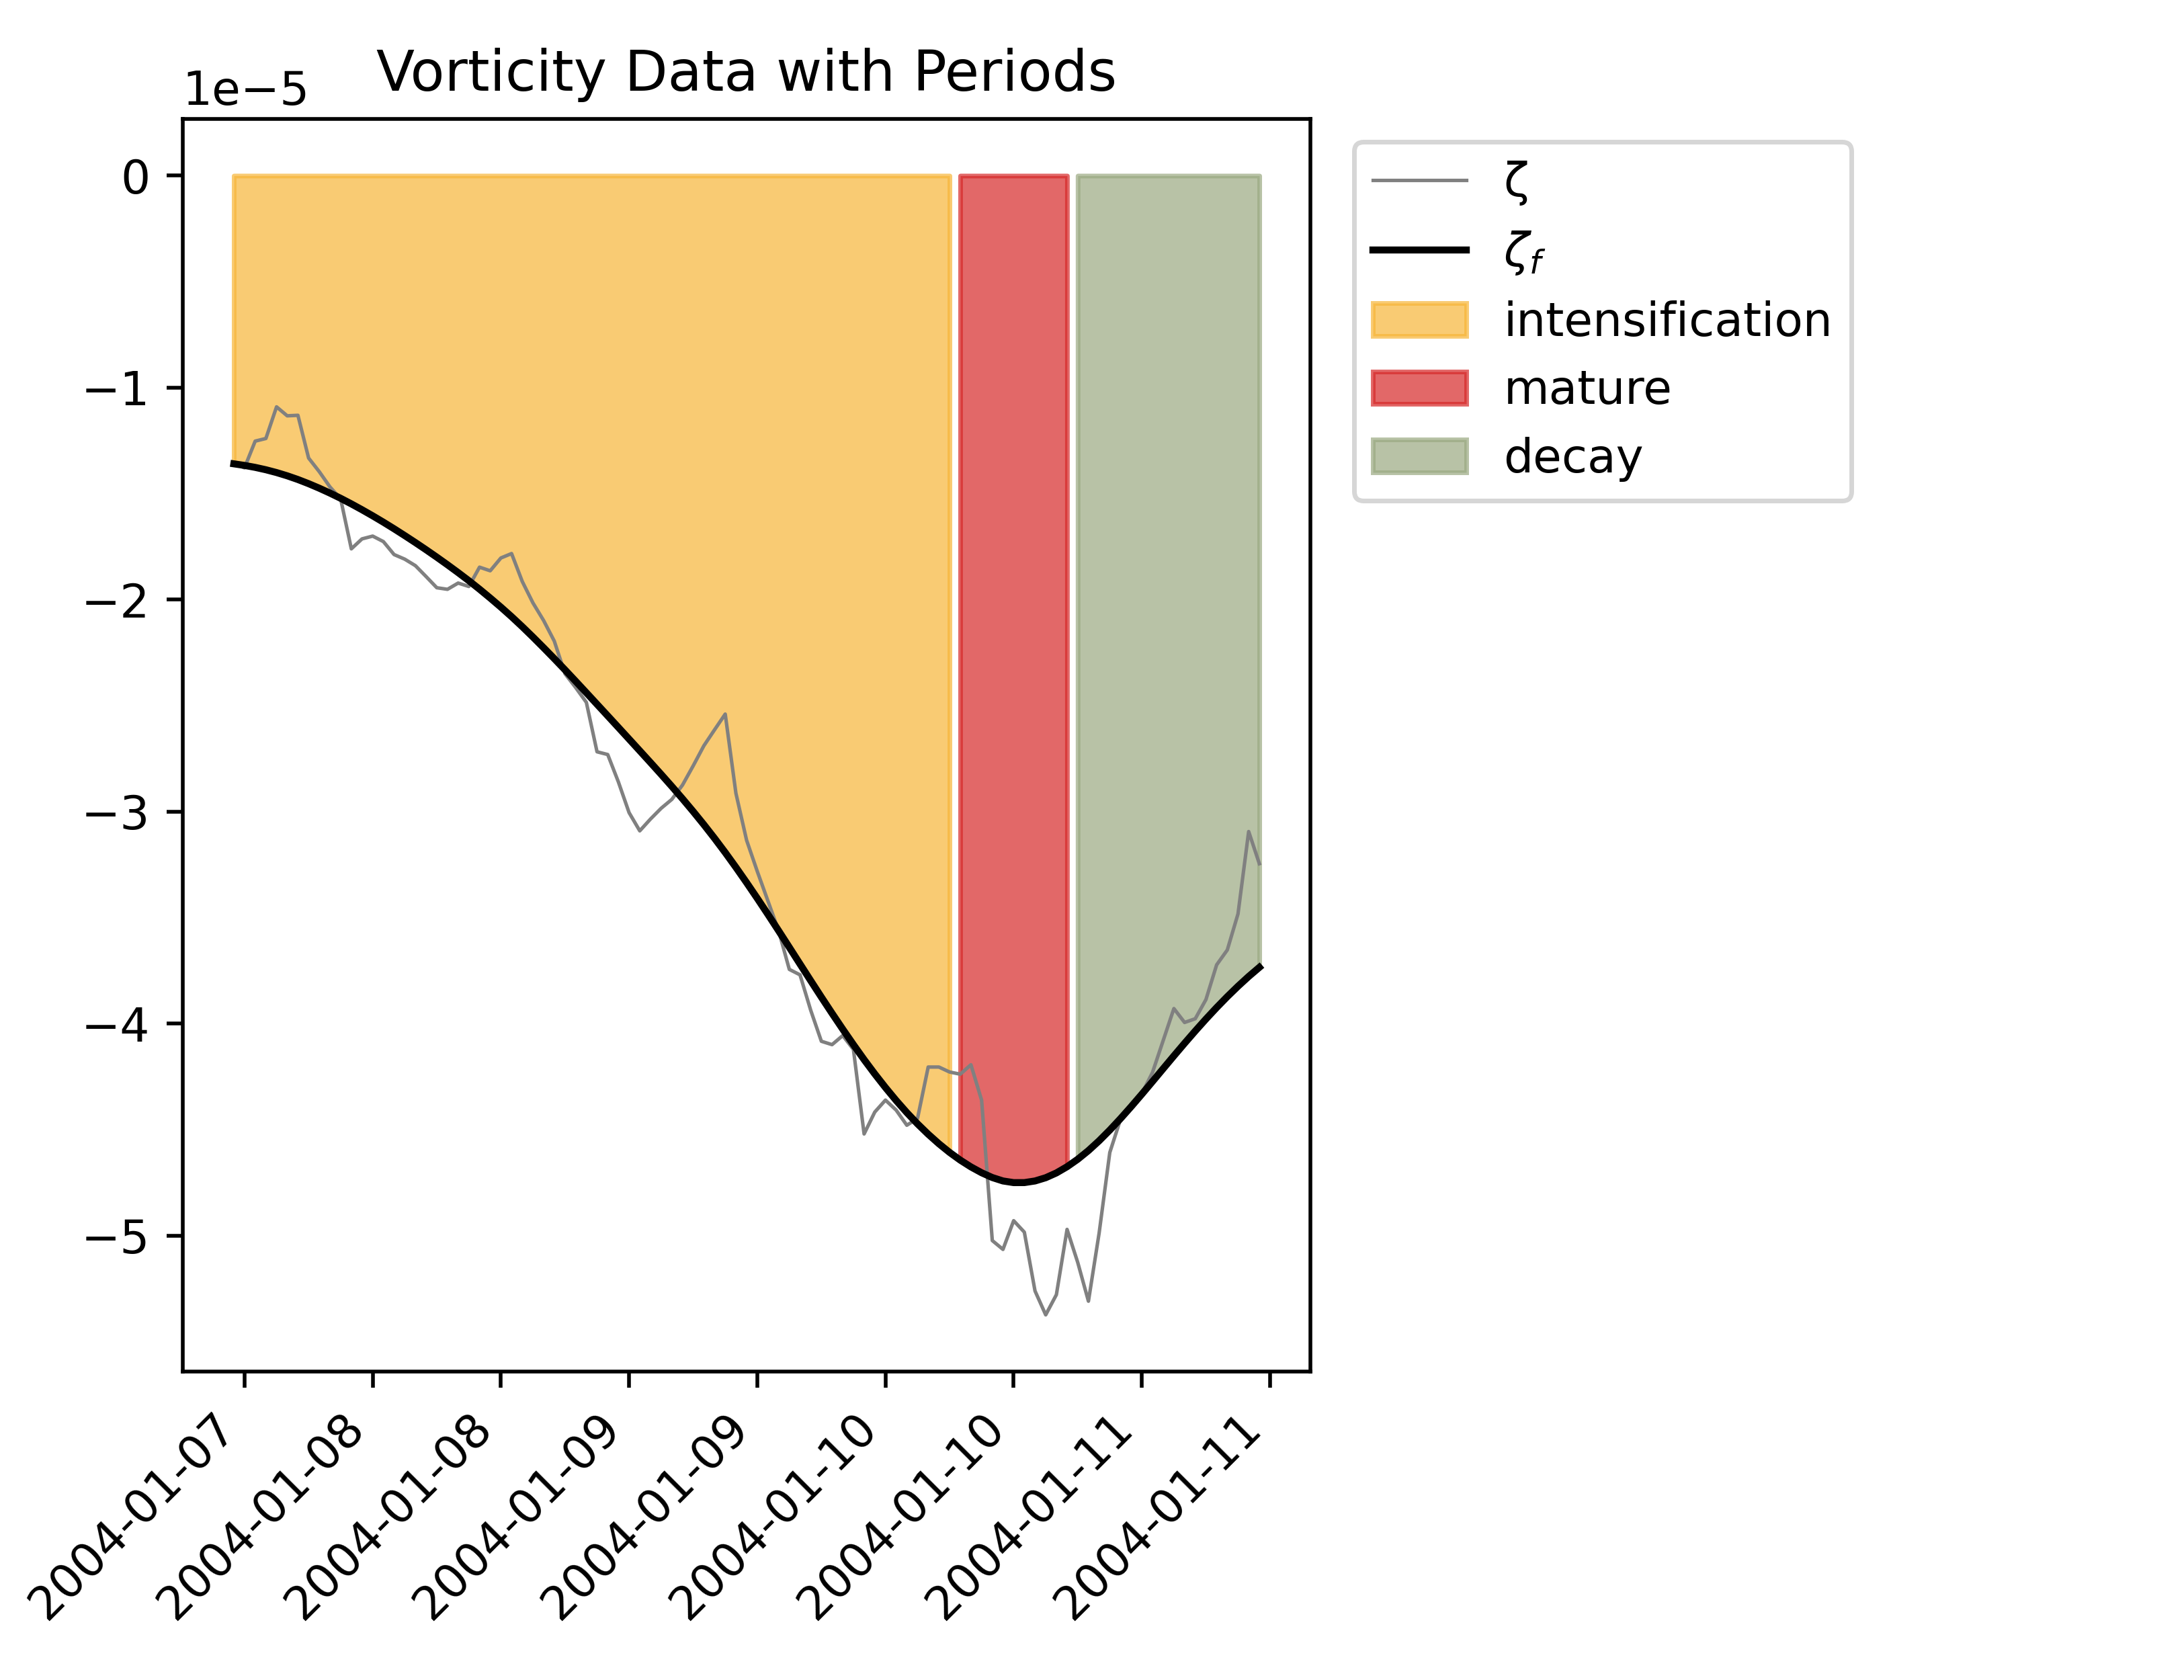 Vorticity Data with Periods
1e−5
0
−1
−2
−3
−4
−5
2004-01-07
2004-01-08
2004-01-08
2004-01-09
2004-01-09
2004-01-10
2004-01-10
2004-01-11
2004-01-11
ζ
ζf
intensification
mature
decay